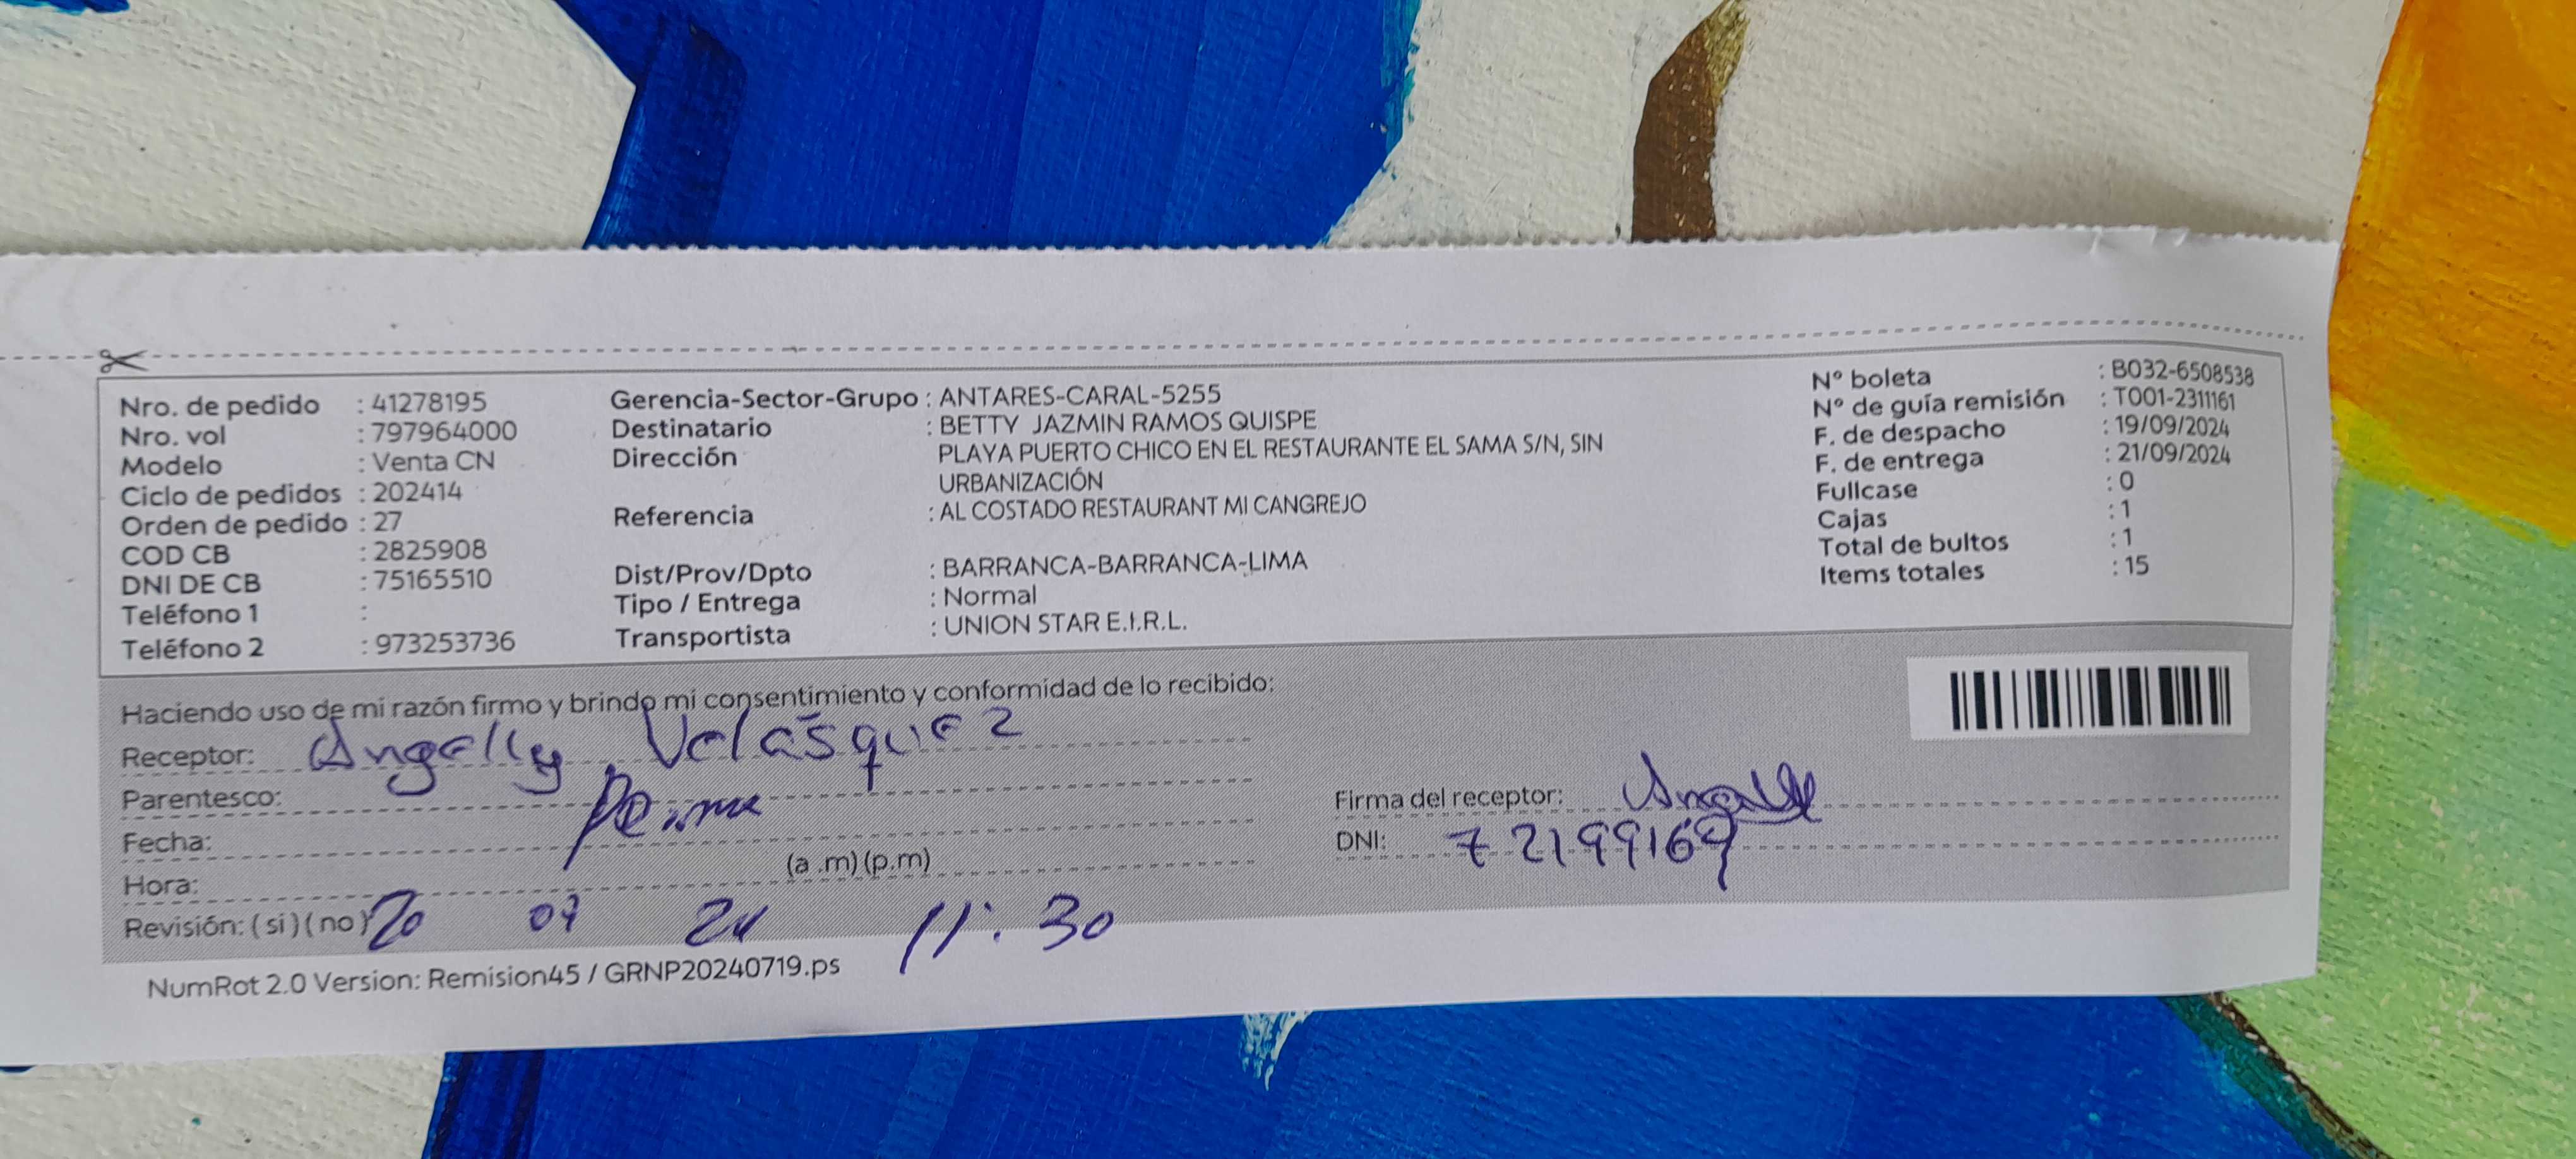 Nro. de pedido : 41278195
Nro. vol : 797964000
Modelo : Venta CN
Ciclo de pedidos : 202414
Orden de pedido : 27
COD CB : 2825908
DNI DE CB : 75165510
Teléfono 1 :
Teléfono 2 : 973253736
Gerencia-Sector-Grupo : ANTARES-CARAL-5255
Destinatario : BETTY JAZMIN RAMOS QUISPE
Dirección PLAYA PUERTO CHICO EN EL RESTAURANTE EL SAMA S/N, SIN
URBANIZACIÓN
Referencia : AL COSTADO RESTAURANT MI CANGREJO
Dist/Prov/Dpto : BARRANCA-BARRANCA-LIMA
Tipo / Entrega : Normal
Transportista : UNION STAR E.I.R.L.
N° boleta : B032-6508538
N° de guía remisión : T001-2311161
F. de despacho : 19/09/2024
F. de entrega : 21/09/2024
Fullcase : 0
Cajas : 1
Total de bultos : 1
Items totales : 15
Haciendo uso de mi razón firmo y brindo mi consentimiento y conformidad de lo recibido:
Receptor: Angelly Velásquez
Parentesco:
Fecha:
Hora: (a .m) (p.m)
Revisión: ( si ) ( no ) 20 09 24 11:30
Firma del receptor:
DNI: 72199169
NumRot 2.0 Version: Remision45 / GRNP20240719.ps